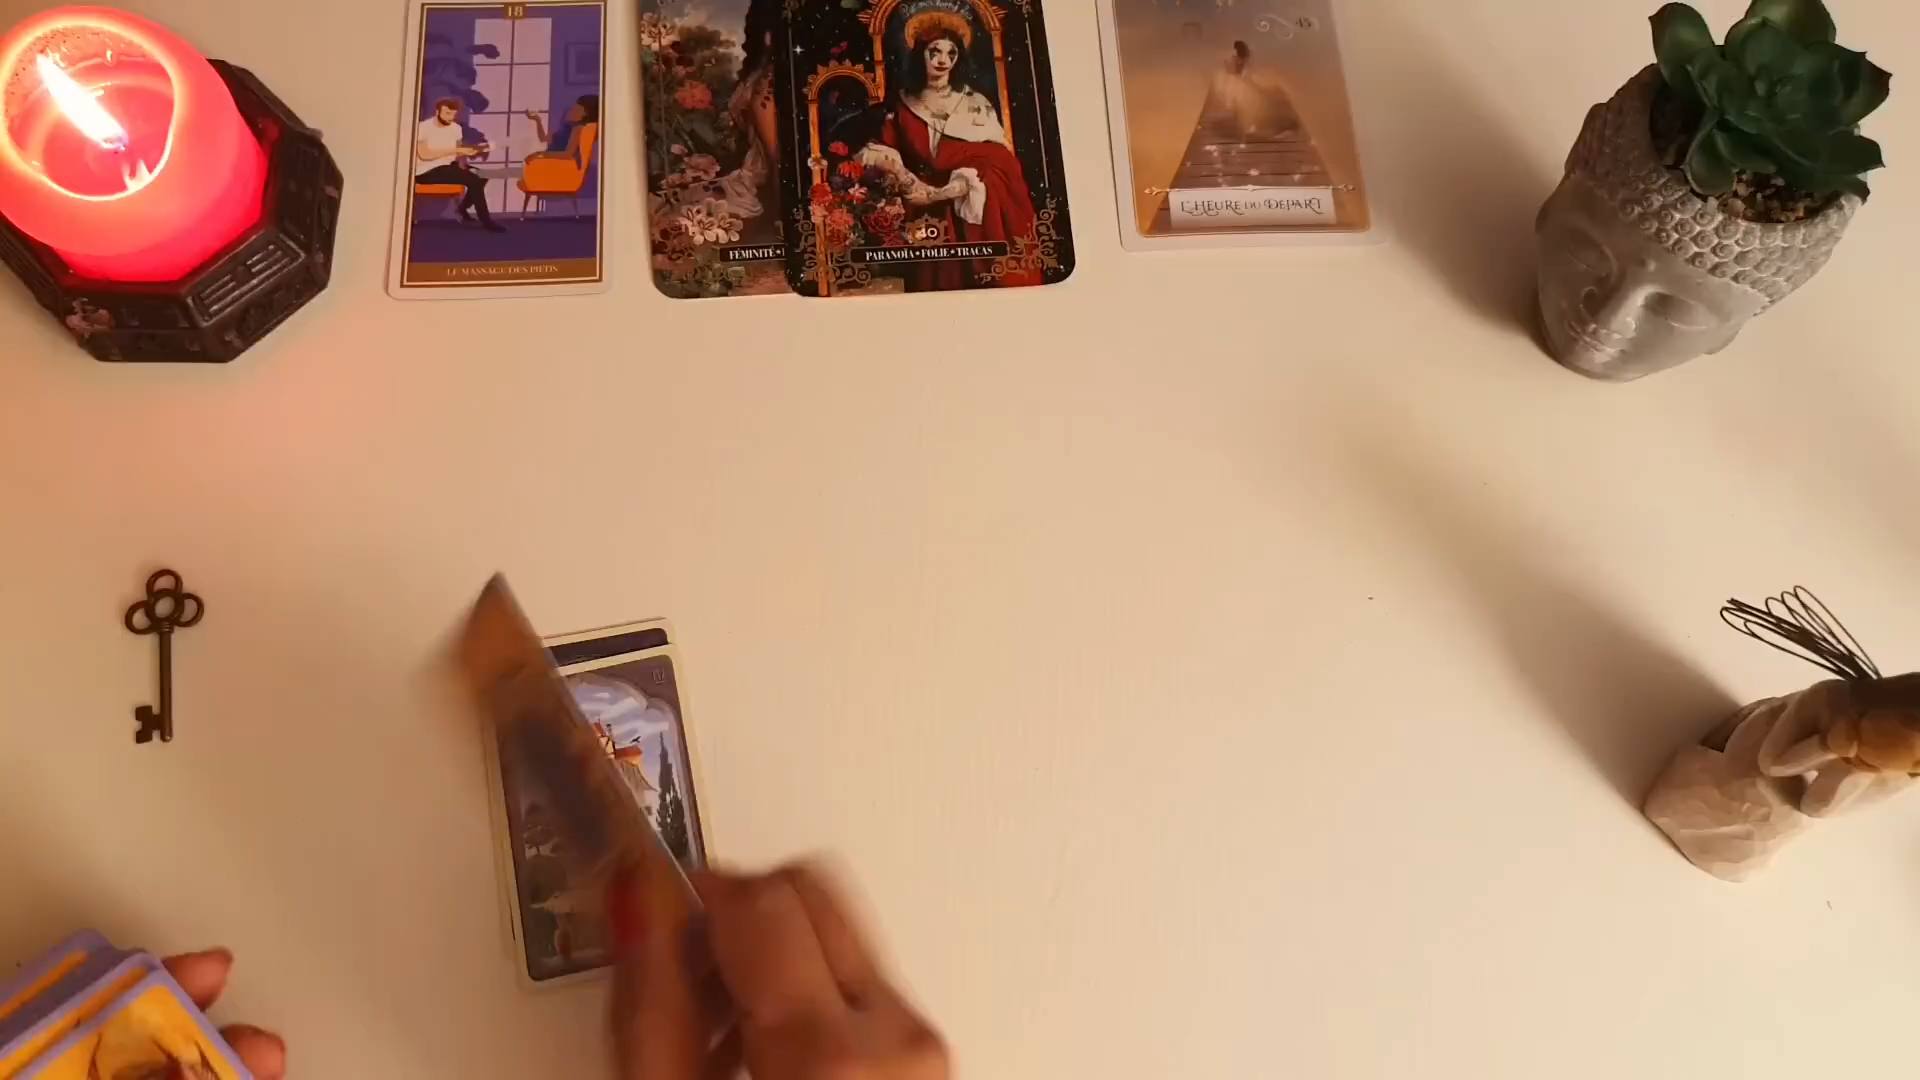 18
LE MASSAGE DES PIEDS
FÉMINITÉ
40
PARANOÏA • FOLIE • TRACAS
45
L'HEURE DU DÉPART